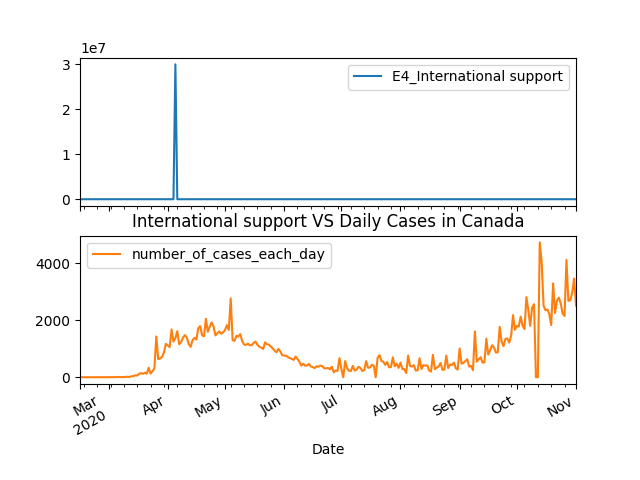 1e7
3
2
1
0
E4_International support
International support VS Daily Cases in Canada
4000
2000
0
number_of_cases_each_day
Mar
2020
Apr
May
Jun
Jul
Aug
Sep
Oct
Nov
Date